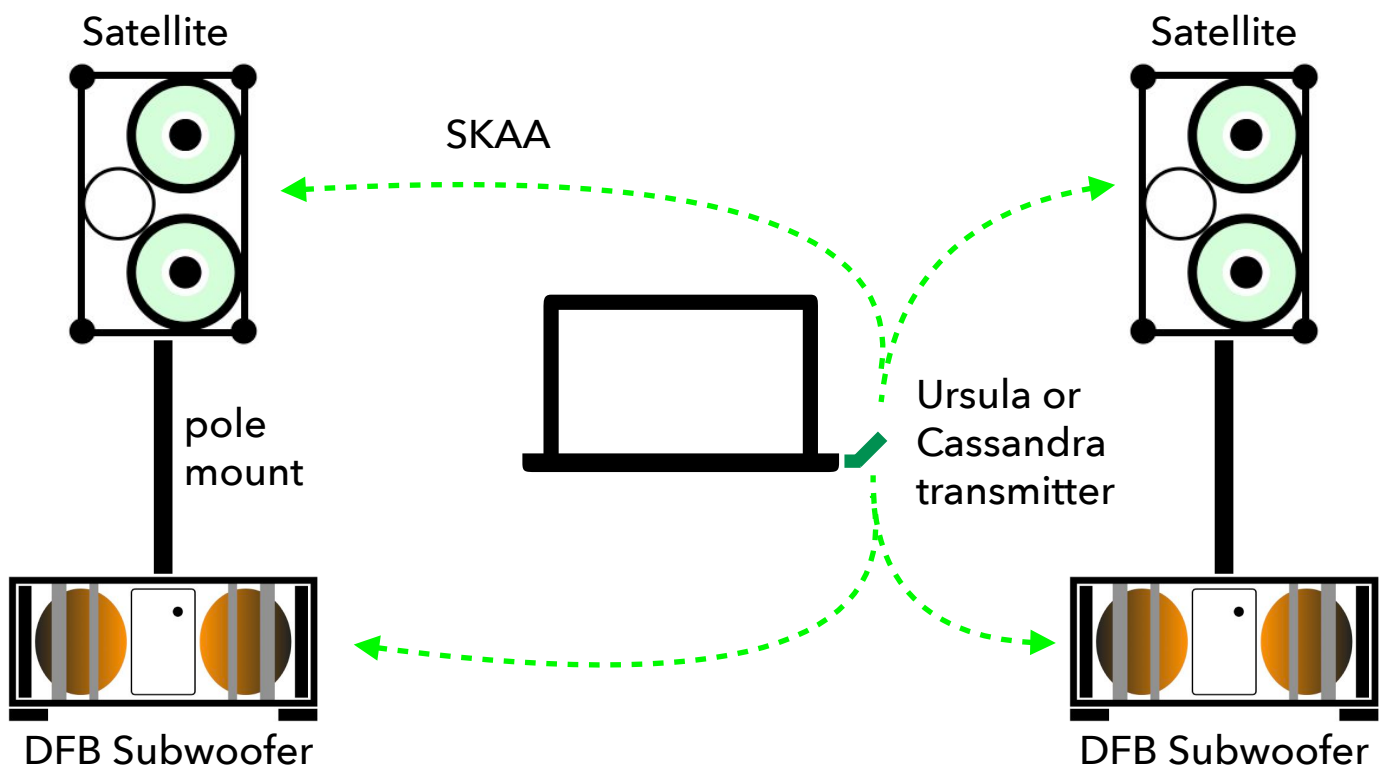 Satellite
Satellite
SKAA
Ursula or
Cassandra
transmitter
pole
mount
DFB Subwoofer
DFB Subwoofer